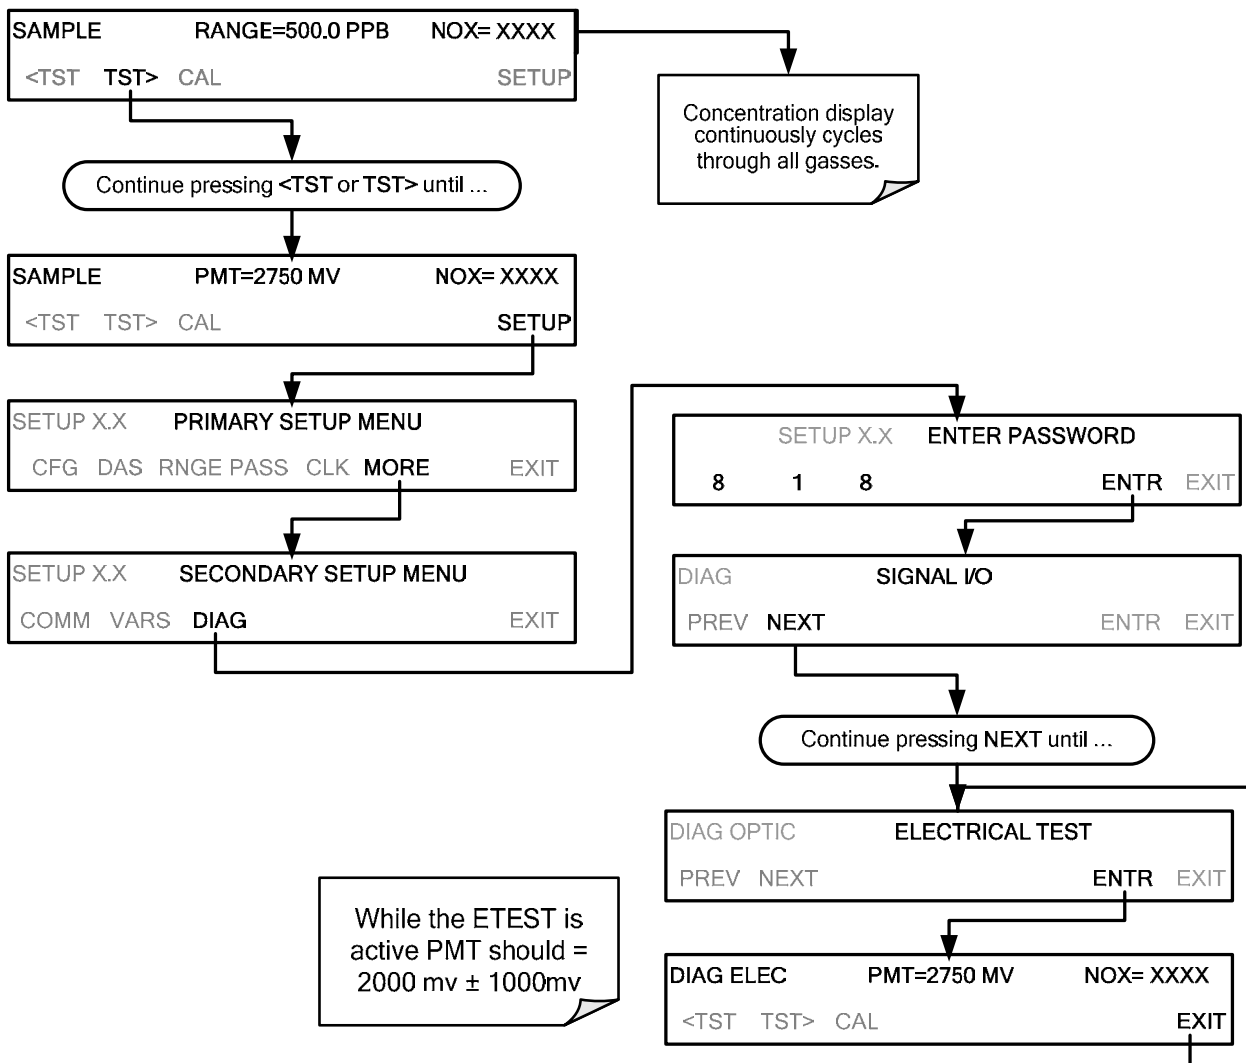 SAMPLE RANGE=500.0 PPB NOX= XXXX
<TST TST> CAL SETUP
Concentration display
continuously cycles
through all gasses.
Continue pressing <TST or TST> until ...
SAMPLE PMT=2750 MV NOX= XXXX
<TST TST> CAL SETUP
SETUP X.X PRIMARY SETUP MENU
CFG DAS RNGE PASS CLK MORE EXIT
SETUP X.X SECONDARY SETUP MENU
COMM VARS DIAG EXIT
SETUP X.X ENTER PASSWORD
8 1 8 ENTR EXIT
DIAG SIGNAL I/O
PREV NEXT ENTR EXIT
Continue pressing NEXT until ...
DIAG OPTIC ELECTRICAL TEST
PREV NEXT ENTR EXIT
While the ETEST is
active PMT should =
2000 mv ± 1000mv
DIAG ELEC PMT=2750 MV NOX= XXXX
<TST TST> CAL EXIT